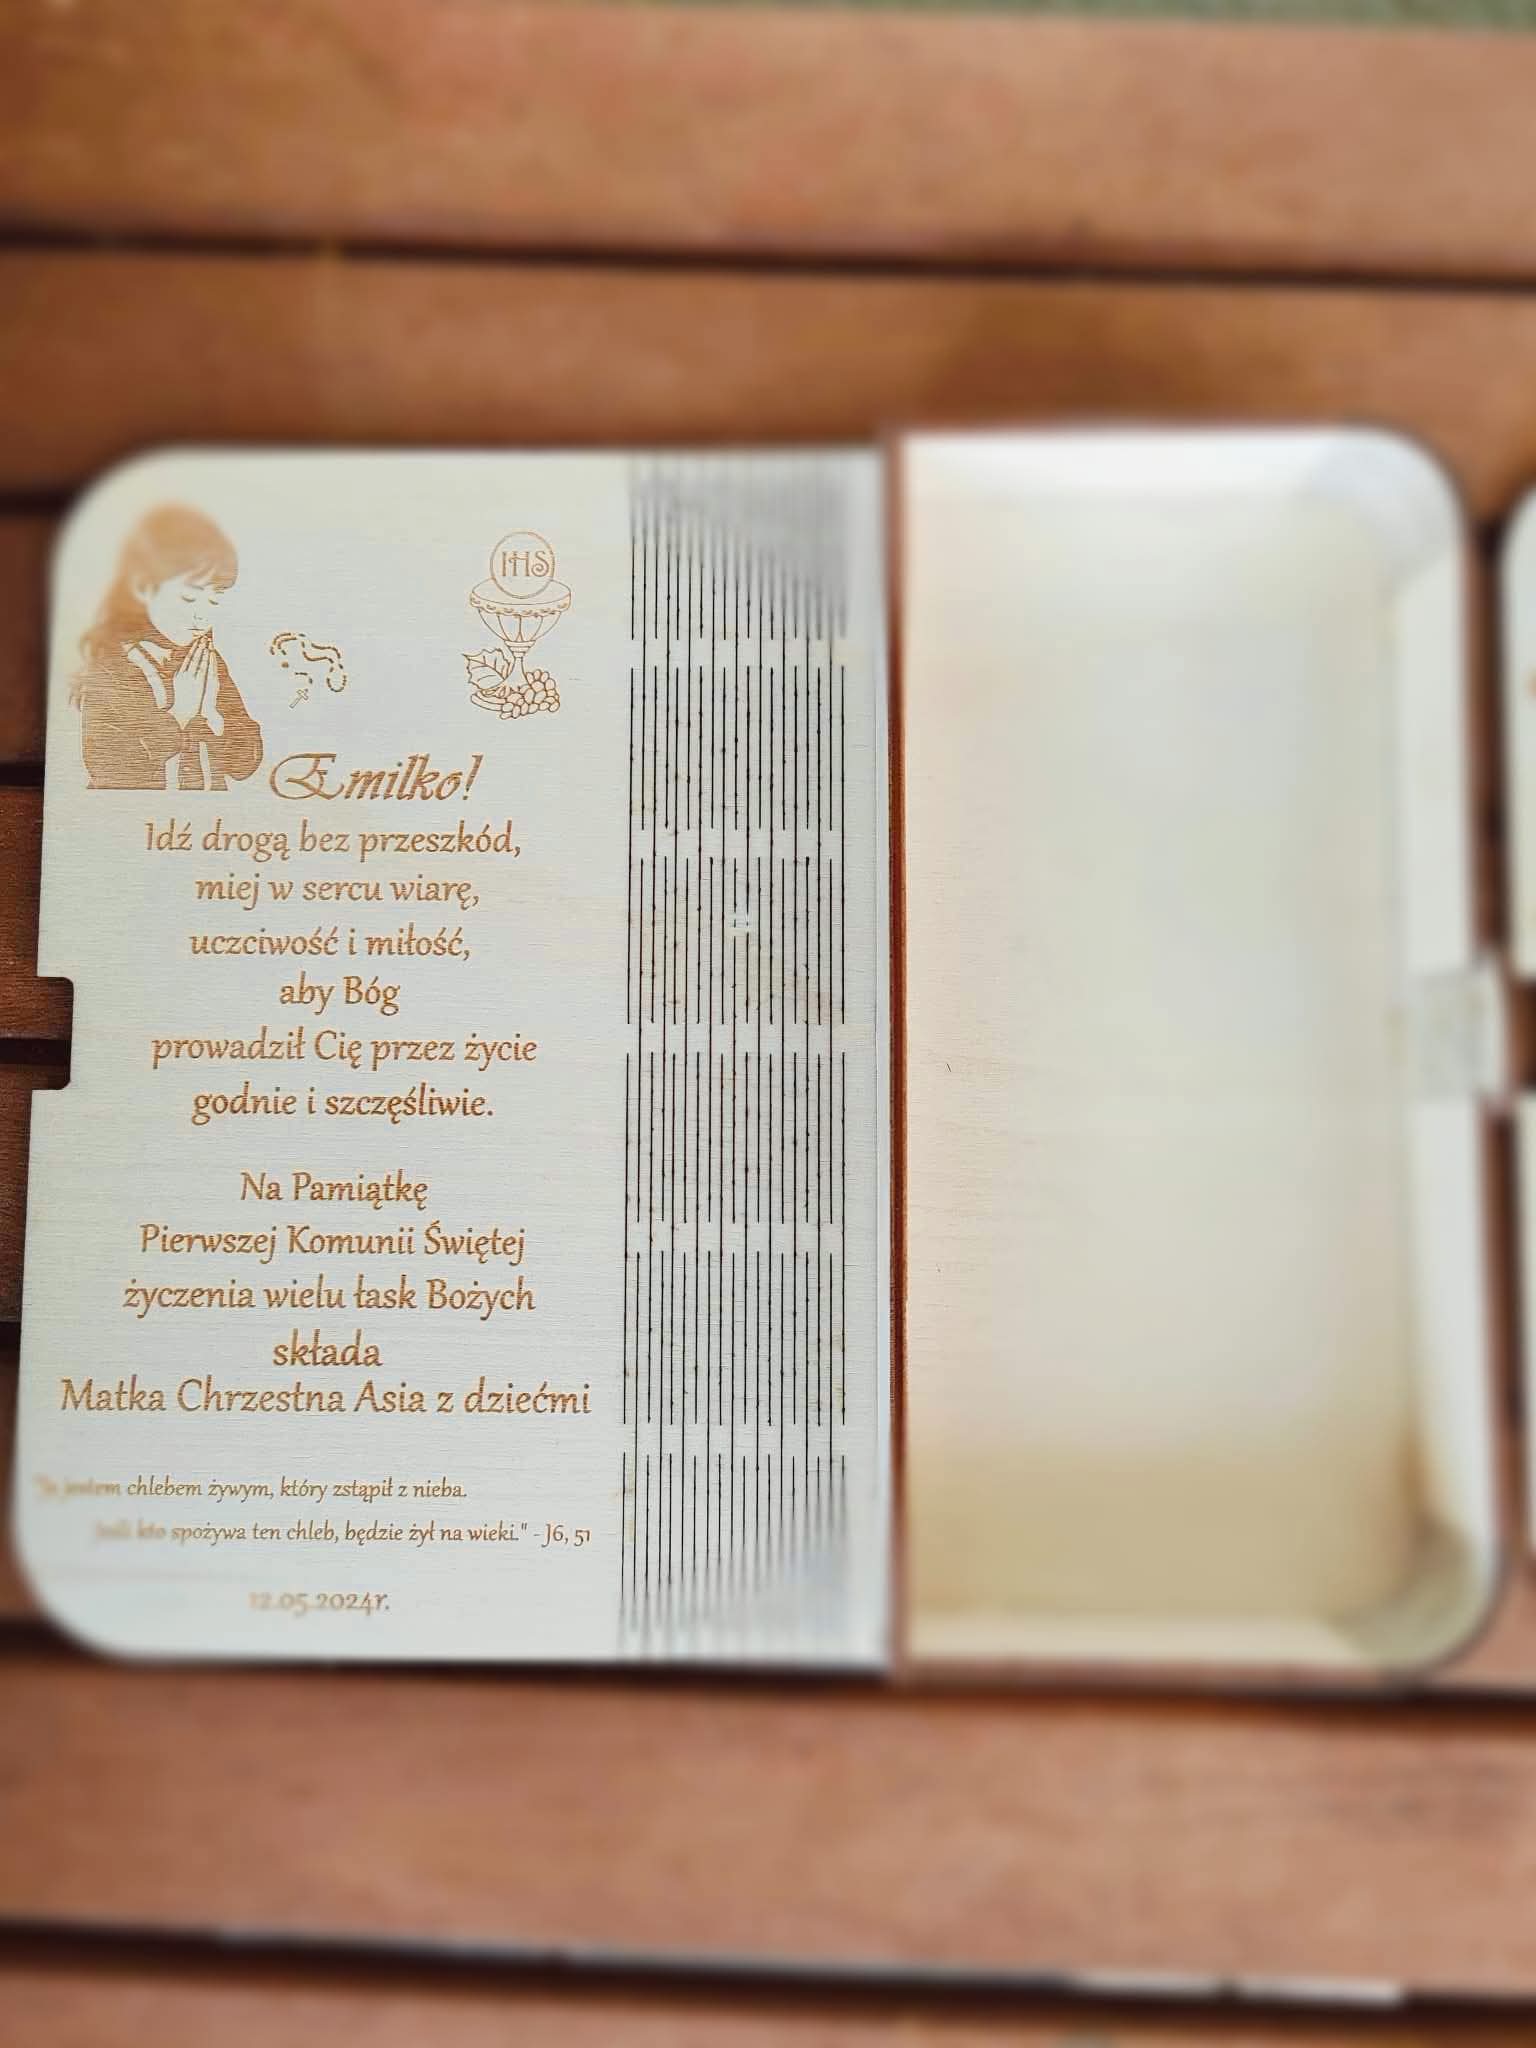 IHS
Emilko!
Idź drogą bez przeszkód,
miej w sercu wiarę,
uczciwość i miłość,
aby Bóg
prowadził Cię przez życie
godnie i szczęśliwie.
Na Pamiątkę
Pierwszej Komunii Świętej
życzenia wielu łask Bożych
składa
Matka Chrzestna Asia z dziećmi
jestem chlebem żywym, który zstąpił z nieba.
kto spożywa ten chleb, będzie żył na wieki." - J6, 51
12.05.2024r.